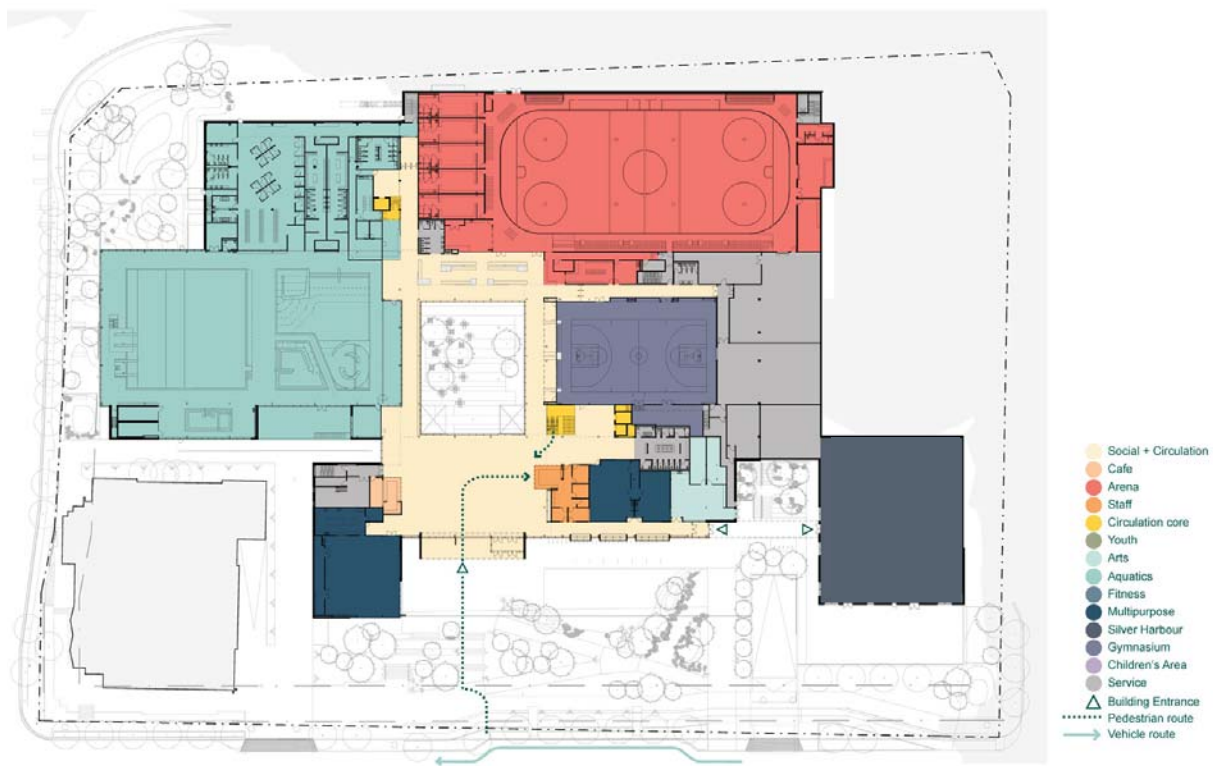 Social + Circulation
Cafe
Arena
Staff
Circulation core
Youth
Arts
Aquatics
Fitness
Multipurpose
Silver Harbour
Gymnasium
Children's Area
Service
Building Entrance
Pedestrian route
Vehicle route